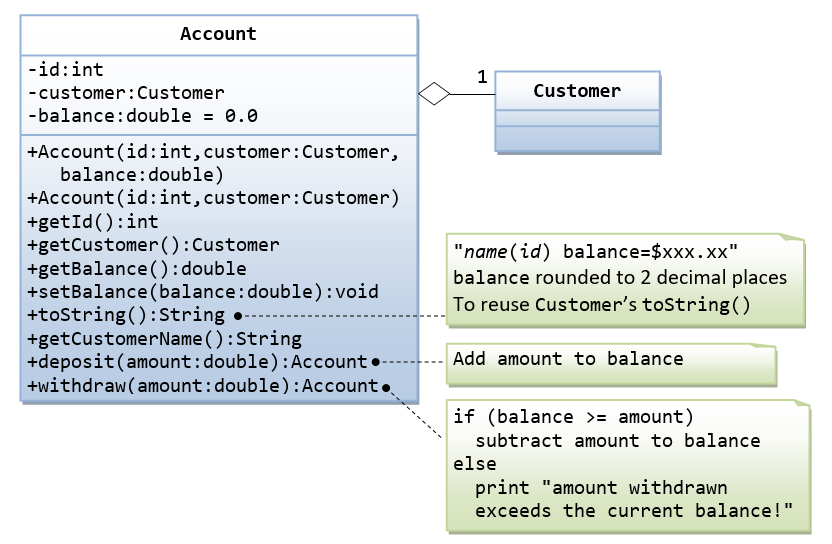 Account
-id:int
-customer:Customer
-balance:double = 0.0
+Account(id:int,customer:Customer,
balance:double)
+Account(id:int,customer:Customer)
+getId():int
+getCustomer():Customer
+getBalance():double
+setBalance(balance:double):void
+toString():String
+getCustomerName():String
+deposit(amount:double):Account
+withdraw(amount:double):Account
1
Customer
"name(id) balance=$xxx.xx"
balance rounded to 2 decimal places
To reuse Customer’s toString()
Add amount to balance
if (balance >= amount)
subtract amount to balance
else
print "amount withdrawn
exceeds the current balance!"